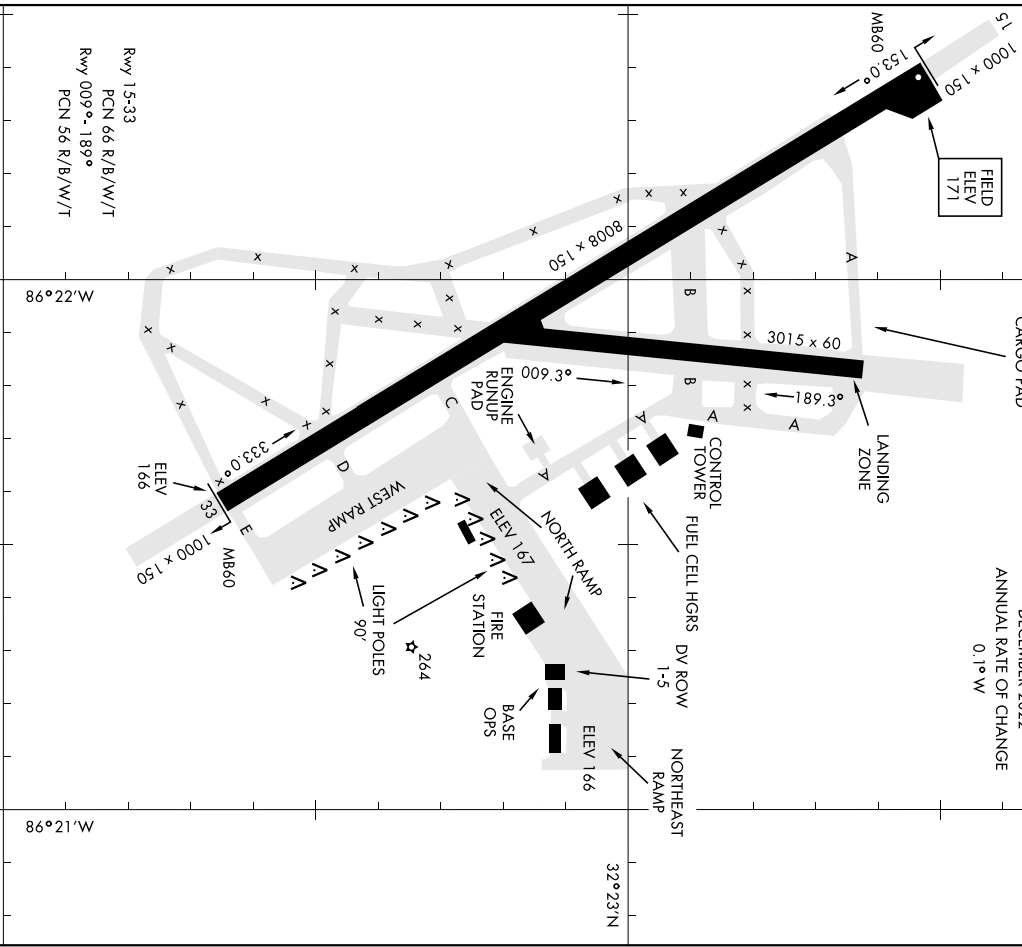 15
1000 x 150
MB60
153.0°
FIELD
ELEV
171
Rwy 15-33
PCN 66 R/B/W/T
Rwy 009°- 189°
PCN 56 R/B/W/T
8008 x 150
A
B
86°22'W
3015 x 60
CARGO PAD
009.3°
B
189.3°
A
A
A
A
ENGINE
RUNUP
PAD
C
LANDING
ZONE
CONTROL
TOWER
D
333.0°
ELEV
166
33
E
1000 x 150
MB60
WEST RAMP
ELEV 167
NORTH RAMP
FUEL CELL HGRS
DECEMBER 2022
ANNUAL RATE OF CHANGE
0.1° W
LIGHT POLES
90'
FIRE
STATION
264
DV ROW
1-5
BASE
OPS
ELEV 166
NORTHEAST
RAMP
86°21'W
32°23'N